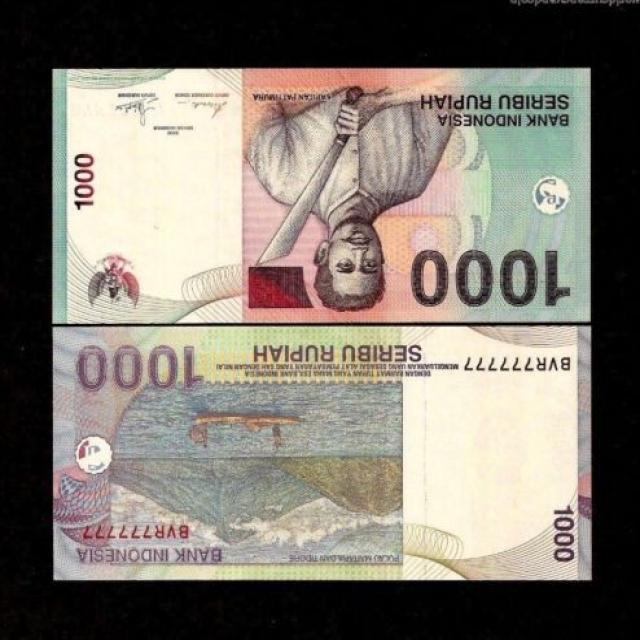 BANK INDONESIA
SERIBU RUPIAH
KAPITAN PATTIMURA
1000
1000
DENGAN RAHMAT TUHAN YANG MAHA ESA
BANK INDONESIA
MENGELUARKAN UANG SEBAGAI ALAT PEMBAYARAN YANG SAH DENGAN NILAI
SERIBU RUPIAH
1000
BVR777777
BVR777777
BANK INDONESIA
PULAU MAITARA DAN TIDORE
1000